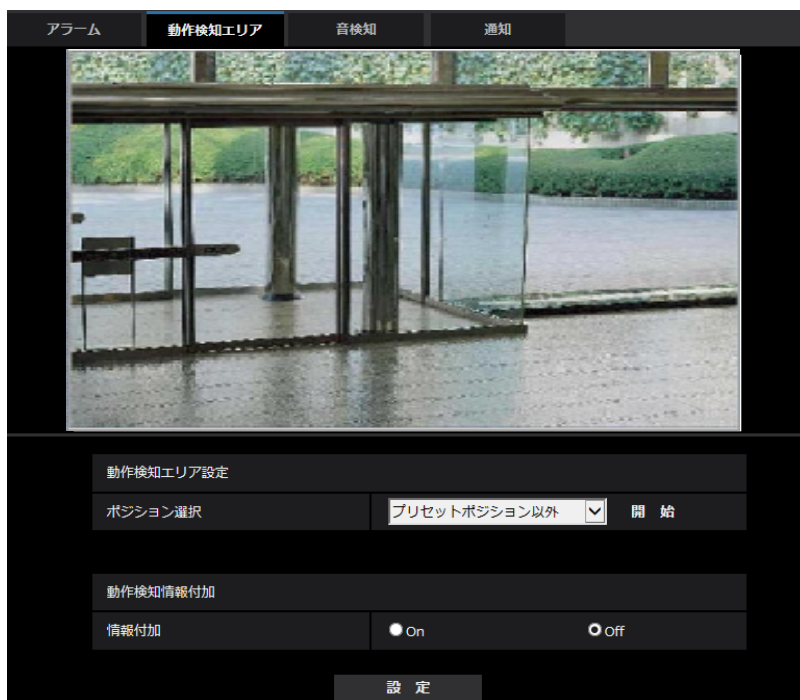 アラーム 動作検知エリア 音検知 通知
動作検知エリア設定
ポジション選択 プリセットポジション以外 開 始
動作検知情報付加
情報付加 On Off
設 定